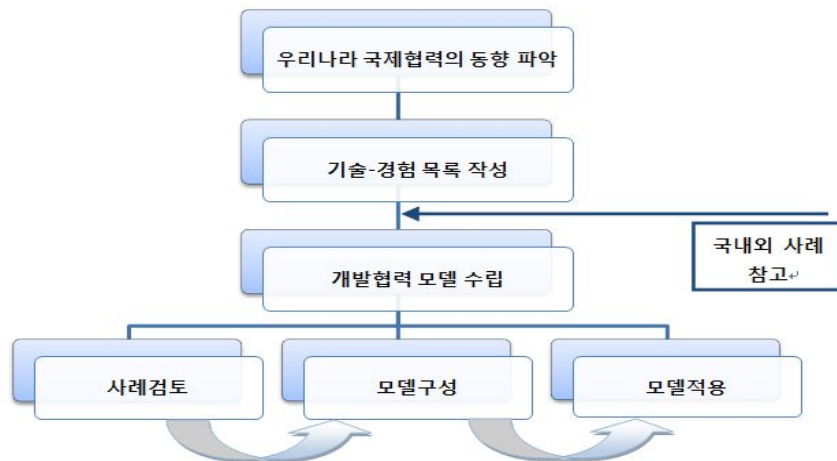 우리나라 국제협력의 동향 파악
기술-경험 목록 작성
국내외 사례
참고↵
개발협력 모델 수립
사례검토
모델구성
모델적용